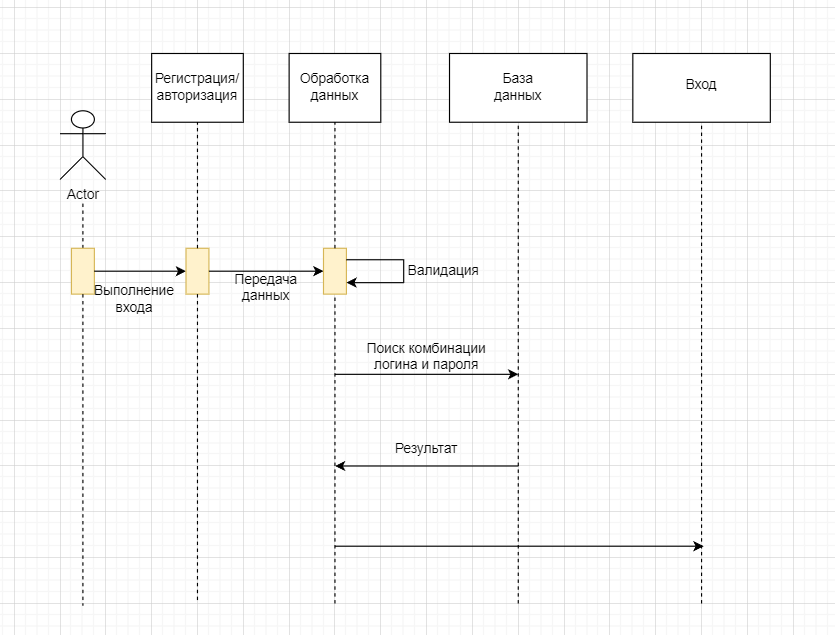 Регистрация/
авторизация
Обработка
данных
База
данных
Вход
Actor
Выполнение
входа
Передача
данных
Валидация
Поиск комбинации
логина и пароля
Результат